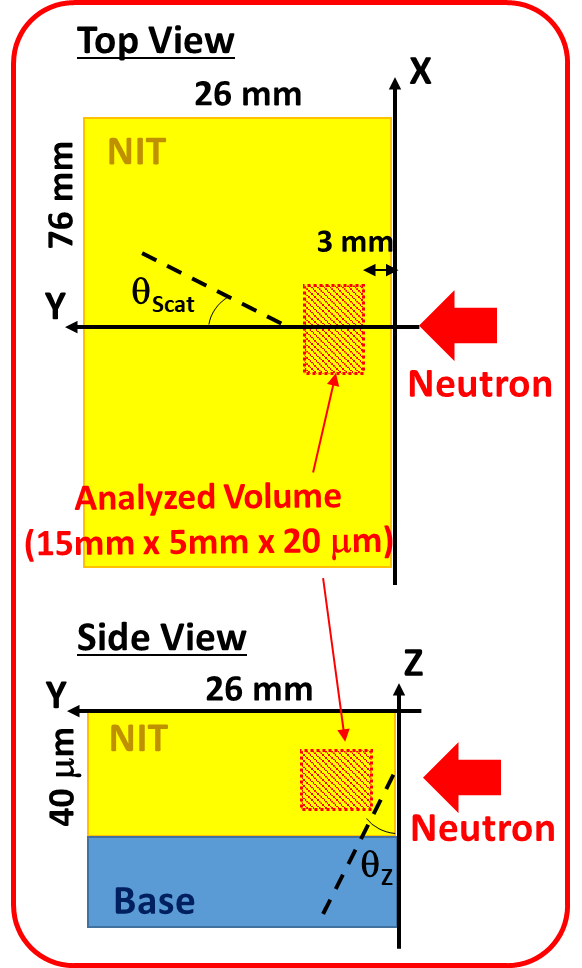 Top View
X
26 mm
NIT
76 mm
3 mm
θScat
Y
Neutron
Analyzed Volume
(15mm x 5mm x 20 μm)
Side View
Z
Y
26 mm
NIT
40 μm
Neutron
θZ
Base